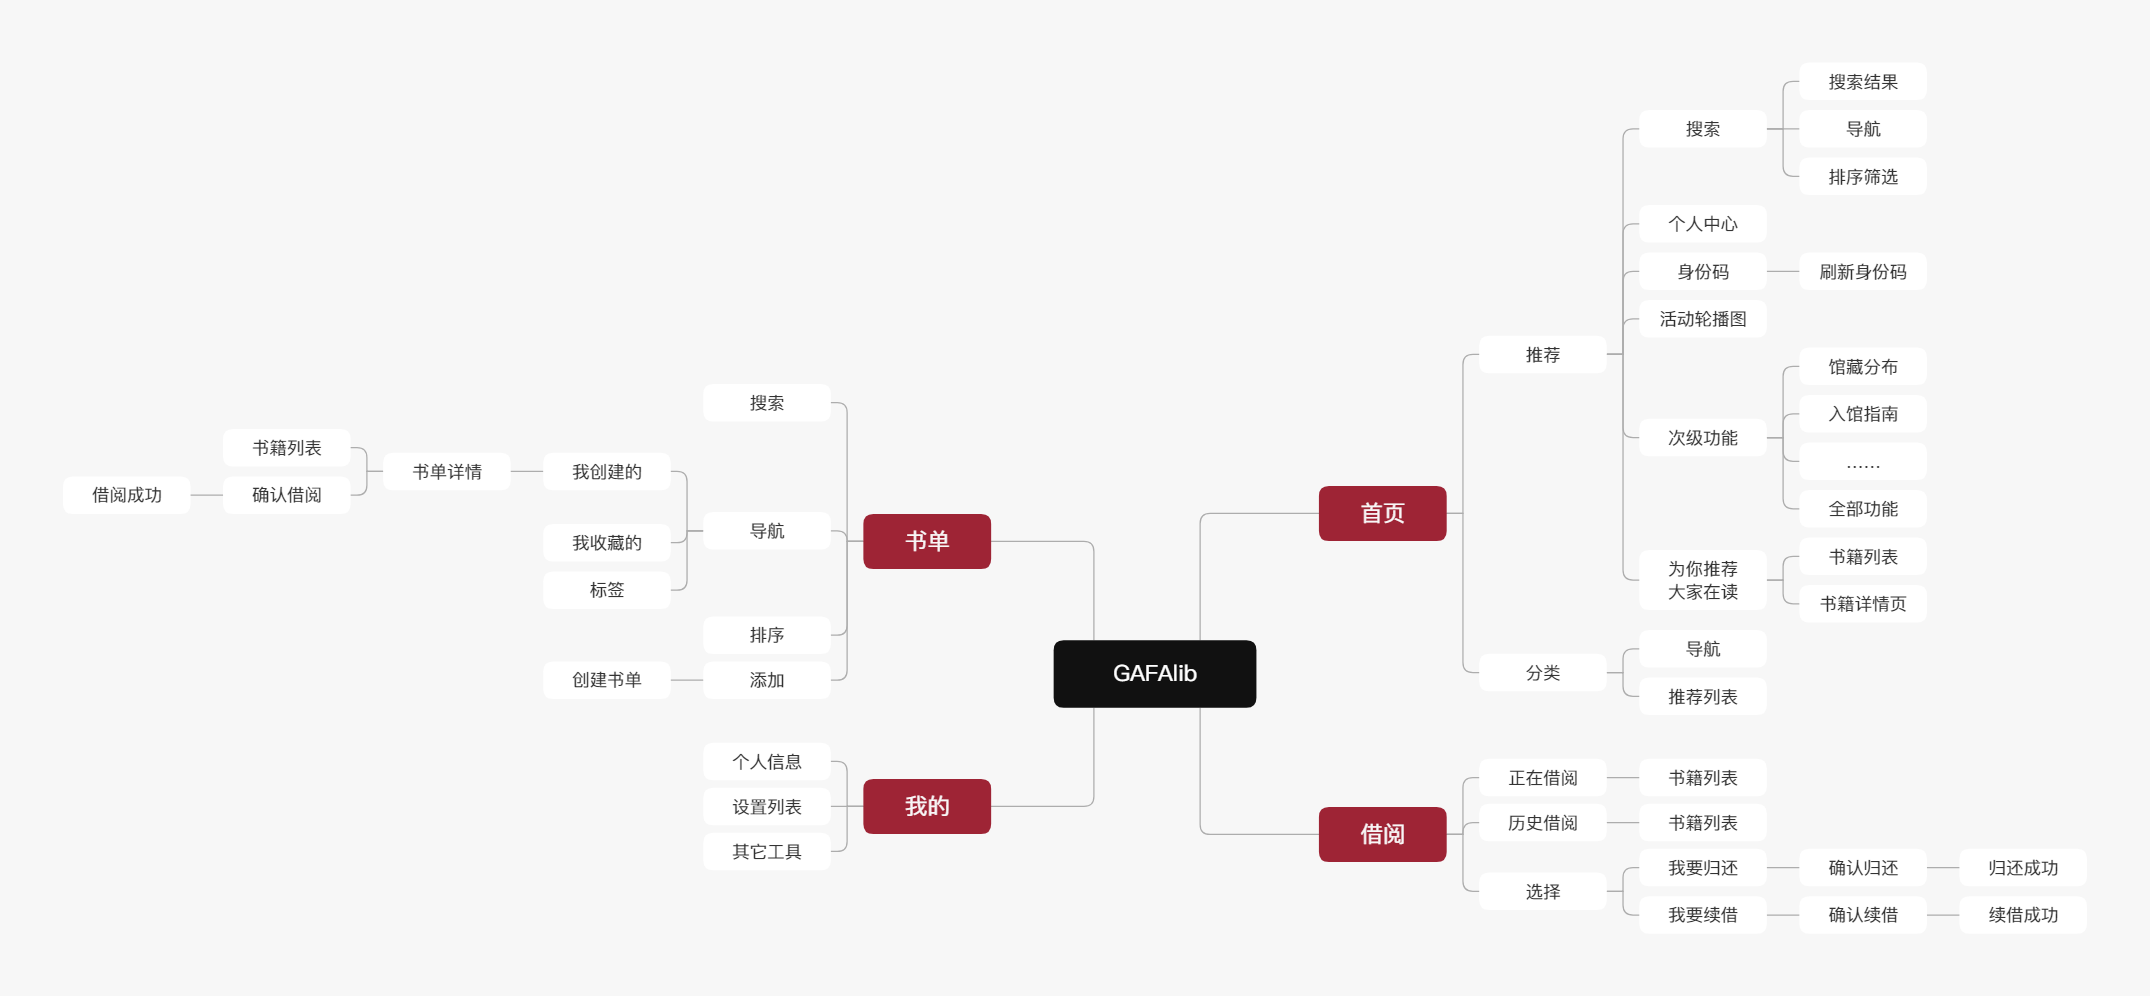 GAFAlib
首页
推荐
搜索
搜索结果
导航
排序筛选
个人中心
身份码
刷新身份码
活动轮播图
次级功能
馆藏分布
入馆指南
……
全部功能
为你推荐
大家在读
书籍列表
书籍详情页
分类
导航
推荐列表
借阅
正在借阅
书籍列表
历史借阅
书籍列表
选择
我要归还
确认归还
归还成功
我要续借
确认续借
续借成功
书单
搜索
导航
我创建的
书单详情
书籍列表
确认借阅
借阅成功
我收藏的
标签
排序
添加
创建书单
我的
个人信息
设置列表
其它工具